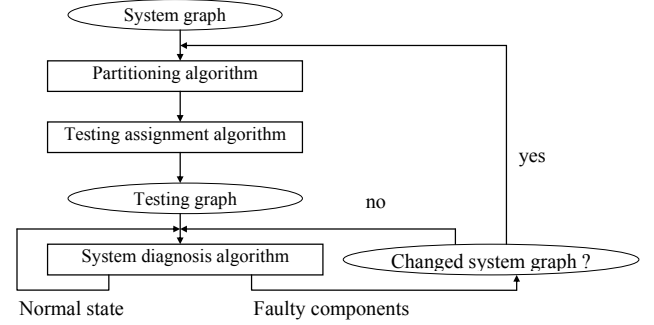 System graph
Partitioning algorithm
Testing assignment algorithm
yes
Testing graph
no
System diagnosis algorithm
Changed system graph ?
Normal state
Faulty components